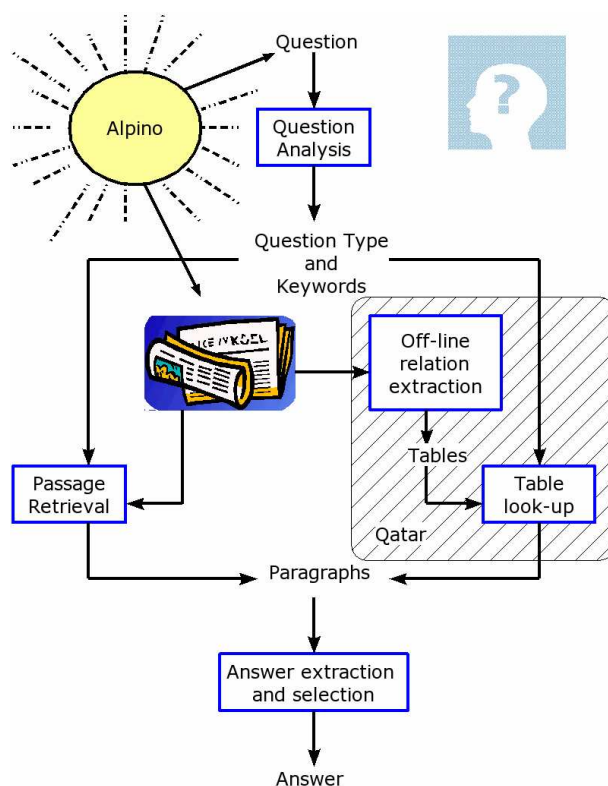 Question
Alpino
?
Question
Analysis
Question Type
and
Keywords
Off-line
relation
extraction
Tables
Passage
Retrieval
Table
look-up
Qatar
Paragraphs
Answer extraction
and selection
Answer